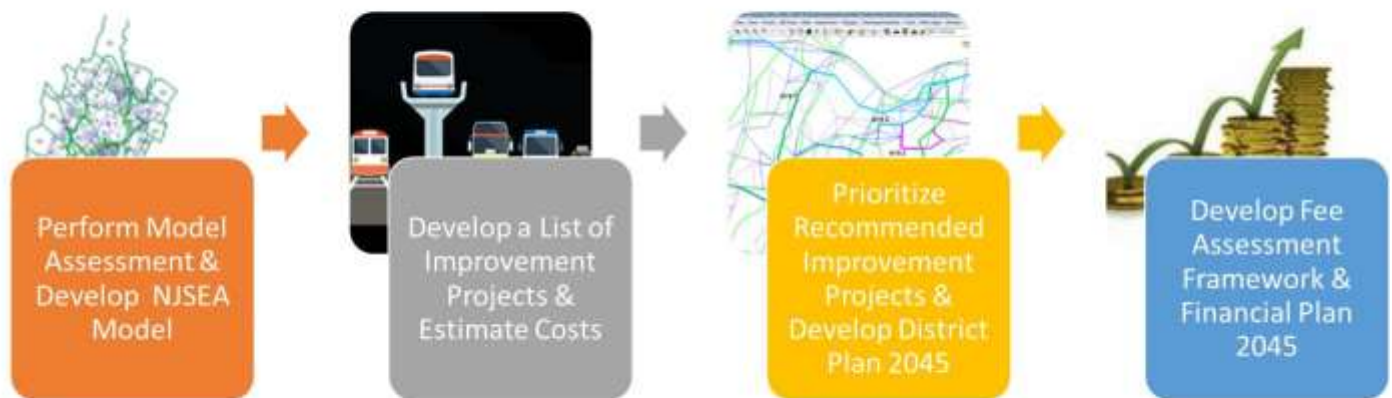 Perform Model
Assessment &
Develop NJSEA
Model
Develop a List of
Improvement
Projects &
Estimate Costs
Prioritize
Recommended
Improvement
Projects &
Develop District
Plan 2045
Develop Fee
Assessment
Framework &
Financial Plan
2045